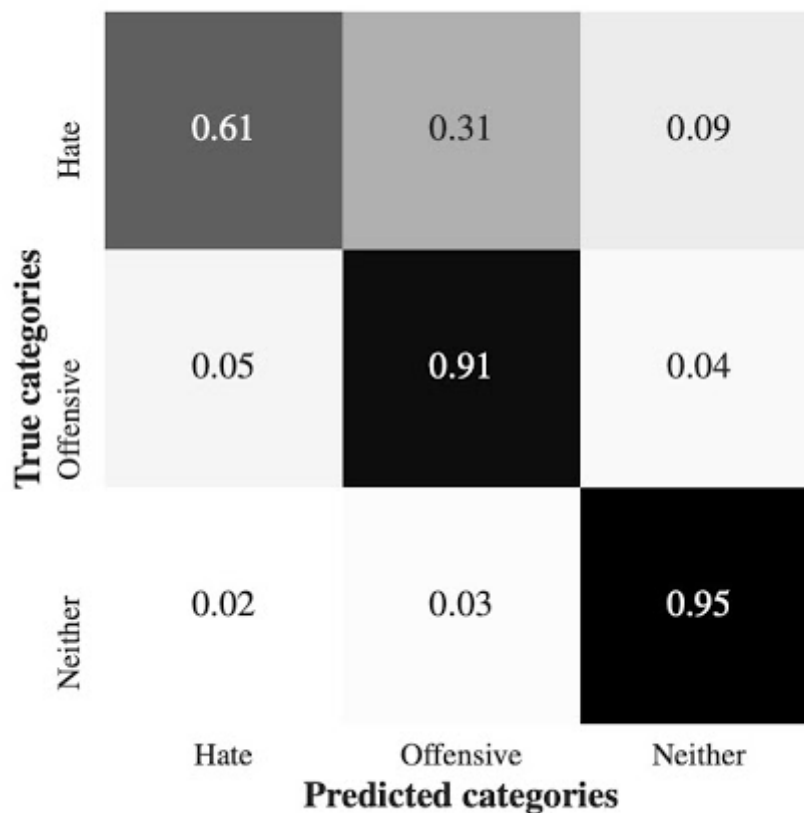 True categories
Hate
0.61 0.31 0.09
Offensive
0.05 0.91 0.04
Neither
0.02 0.03 0.95
Hate Offensive Neither
Predicted categories